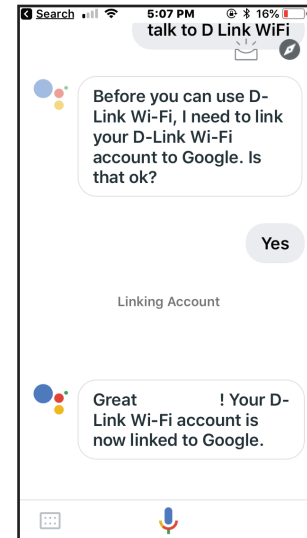 Search 5:07 PM 16%
talk to D Link WiFi
Before you can use D-
Link Wi-Fi, I need to link
your D-Link Wi-Fi
account to Google. Is
that ok?
Yes
Linking Account
Great ! Your D-
Link Wi-Fi account is
now linked to Google.